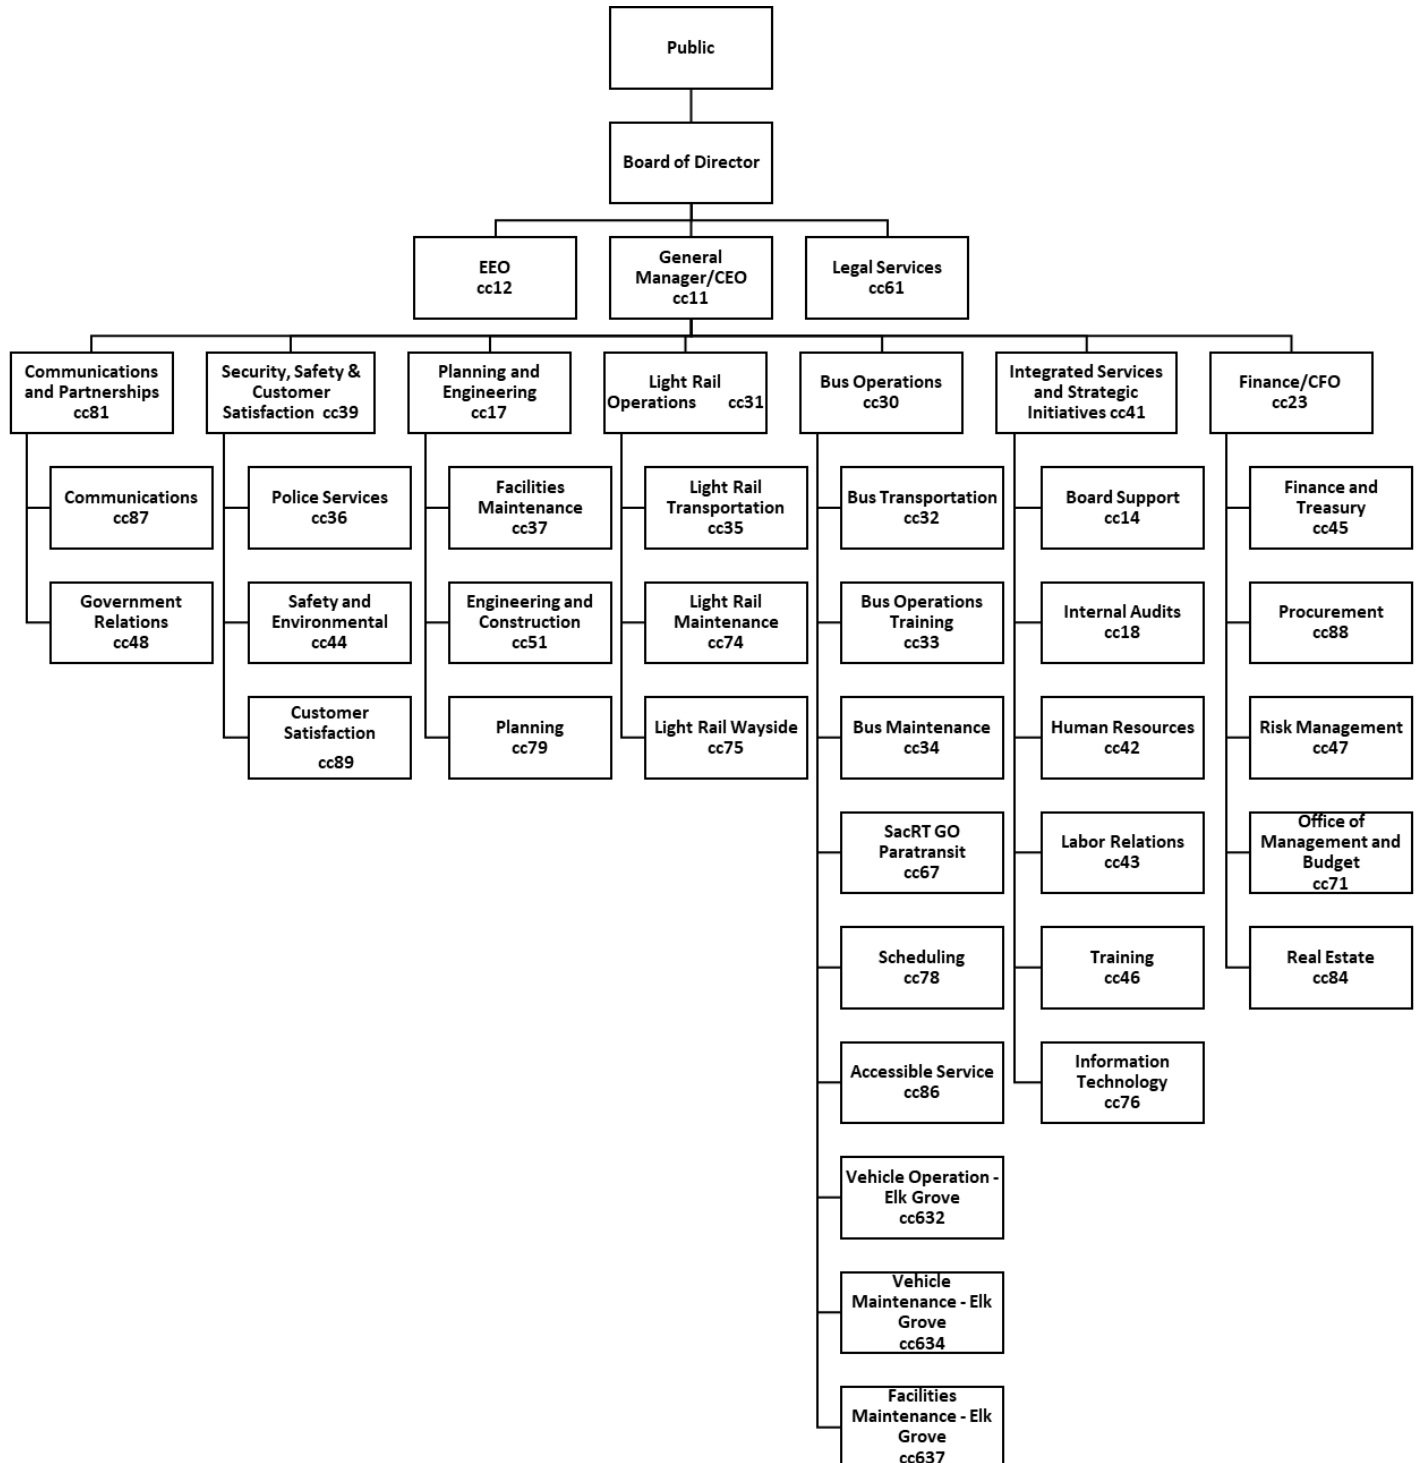 Public
Board of Director
EEO
cc12
General
Manager/CEO
cc11
Legal Services
cc61
Communications
and Partnerships
cc81
Security, Safety &
Customer
Satisfaction cc39
Planning and
Engineering
cc17
Light Rail
Operations cc31
Bus Operations
cc30
Integrated Services
and Strategic
Initiatives cc41
Finance/CFO
cc23
Communications
cc87
Government
Relations
cc48
Police Services
cc36
Safety and
Environmental
cc44
Customer
Satisfaction
cc89
Facilities
Maintenance
cc37
Engineering and
Construction
cc51
Planning
cc79
Light Rail
Transportation
cc35
Light Rail
Maintenance
cc74
Light Rail Wayside
cc75
Bus Transportation
cc32
Bus Operations
Training
cc33
Bus Maintenance
cc34
SacRT GO
Paratransit
cc67
Scheduling
cc78
Accessible Service
cc86
Vehicle Operation -
Elk Grove
cc632
Vehicle
Maintenance - Elk
Grove
cc634
Facilities
Maintenance - Elk
Grove
cc637
Board Support
cc14
Internal Audits
cc18
Human Resources
cc42
Labor Relations
cc43
Training
cc46
Information
Technology
cc76
Finance and
Treasury
cc45
Procurement
cc88
Risk Management
cc47
Office of
Management and
Budget
cc71
Real Estate
cc84